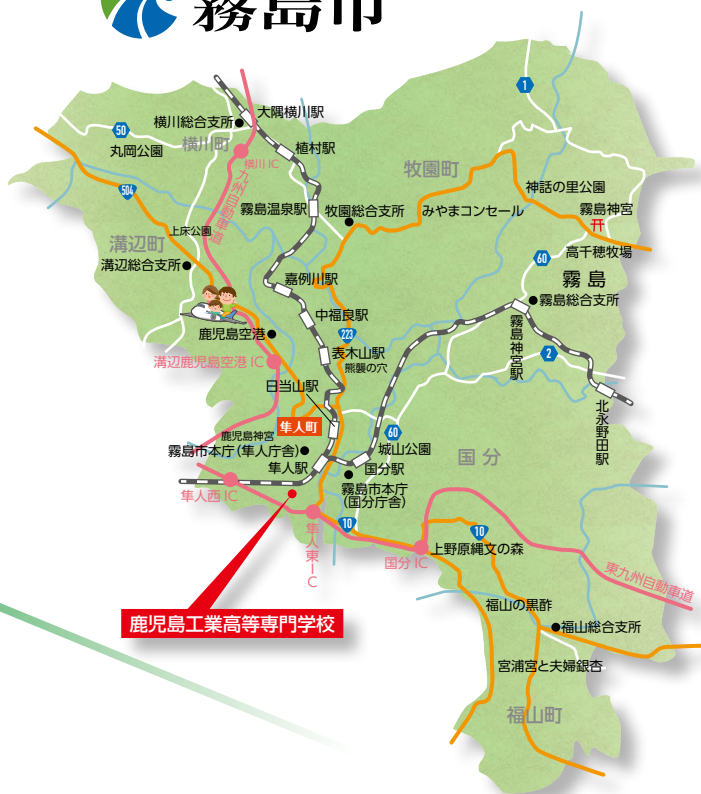 霧島市
1
大隅横川駅
横川総合支所
50
横川町
丸岡公園
植村駅
横川IC
牧園町
504
九州自動車道
神話の里公園
霧島温泉駅
牧園総合支所
みやまコンセール
霧島神宮
上床公園
溝辺町
高千穂牧場
60
溝辺総合支所
霧島
嘉例川駅
霧島総合支所
中福良駅
鹿児島空港
223
霧島神宮駅
表木山駅
2
溝辺鹿児島空港IC
熊襲の穴
日当山駅
北永野田駅
隼人町
60
鹿児島神宮
城山公園
霧島市本庁(隼人庁舎)
国分
隼人駅
国分駅
隼人西IC
霧島市本庁
(国分庁舎)
10
10
隼人東IC
上野原縄文の森
国分IC
東九州自動車道
福山の黒酢
鹿児島工業高等専門学校
福山総合支所
宮浦宮と夫婦銀杏
福山町